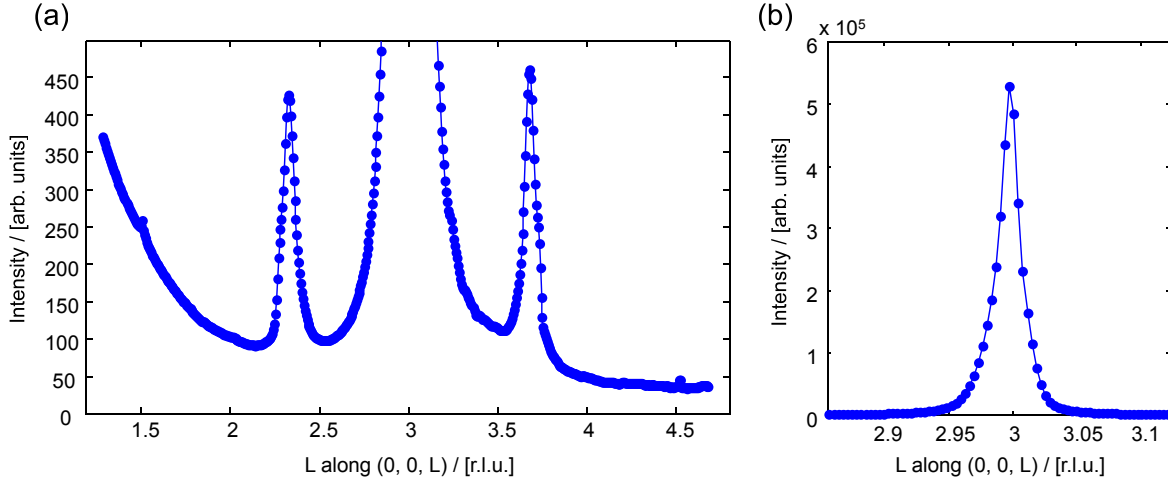 (a)
Intensity / [arb. units]
450
400
350
300
250
200
150
100
50
0
1.5 2 2.5 3 3.5 4 4.5
L along (0, 0, L) / [r.l.u.]
(b)
x 10⁵
Intensity / [arb. units]
6
5
4
3
2
1
0
2.9 2.95 3 3.05 3.1
L along (0, 0, L) / [r.l.u.]